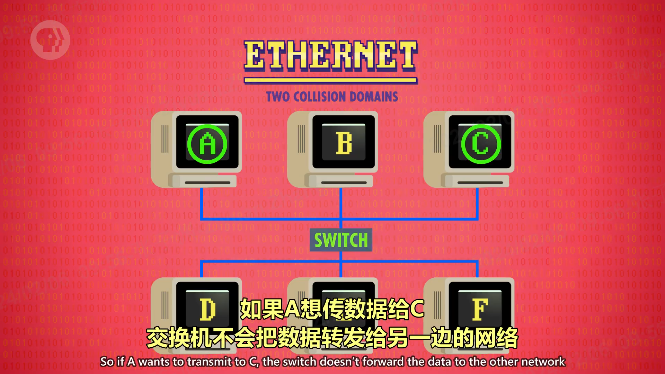 ETHERNET
TWO COLLISION DOMAINS
A B C
SWITCH
D F
如果A想传数据给C
交换机不会把数据转发给另一边的网络
So if A wants to transmit to C, the switch doesn't forward the data to the other network